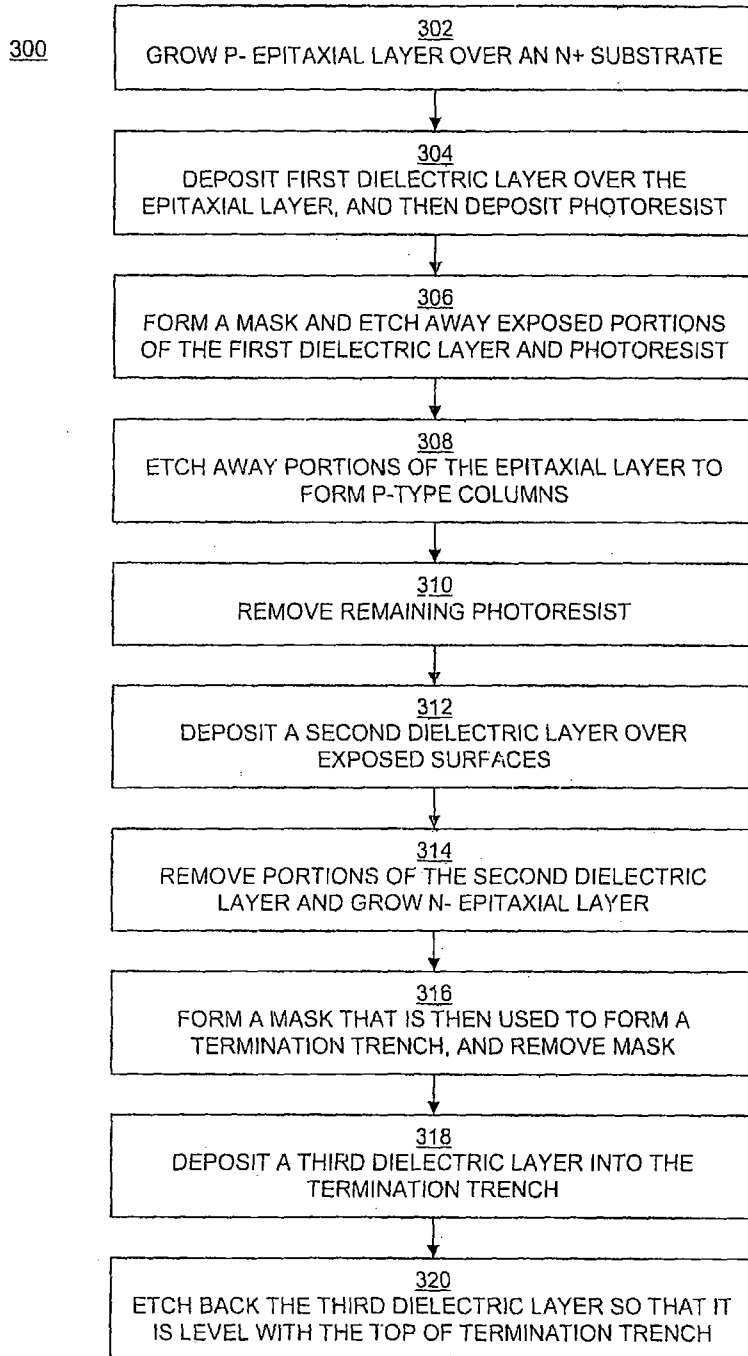 300
302
GROW P- EPITAXIAL LAYER OVER AN N+ SUBSTRATE
304
DEPOSIT FIRST DIELECTRIC LAYER OVER THE
EPITAXIAL LAYER, AND THEN DEPOSIT PHOTORESIST
306
FORM A MASK AND ETCH AWAY EXPOSED PORTIONS
OF THE FIRST DIELECTRIC LAYER AND PHOTORESIST
308
ETCH AWAY PORTIONS OF THE EPITAXIAL LAYER TO
FORM P-TYPE COLUMNS
310
REMOVE REMAINING PHOTORESIST
312
DEPOSIT A SECOND DIELECTRIC LAYER OVER
EXPOSED SURFACES
314
REMOVE PORTIONS OF THE SECOND DIELECTRIC
LAYER AND GROW N- EPITAXIAL LAYER
316
FORM A MASK THAT IS THEN USED TO FORM A
TERMINATION TRENCH, AND REMOVE MASK
318
DEPOSIT A THIRD DIELECTRIC LAYER INTO THE
TERMINATION TRENCH
320
ETCH BACK THE THIRD DIELECTRIC LAYER SO THAT IT
IS LEVEL WITH THE TOP OF TERMINATION TRENCH